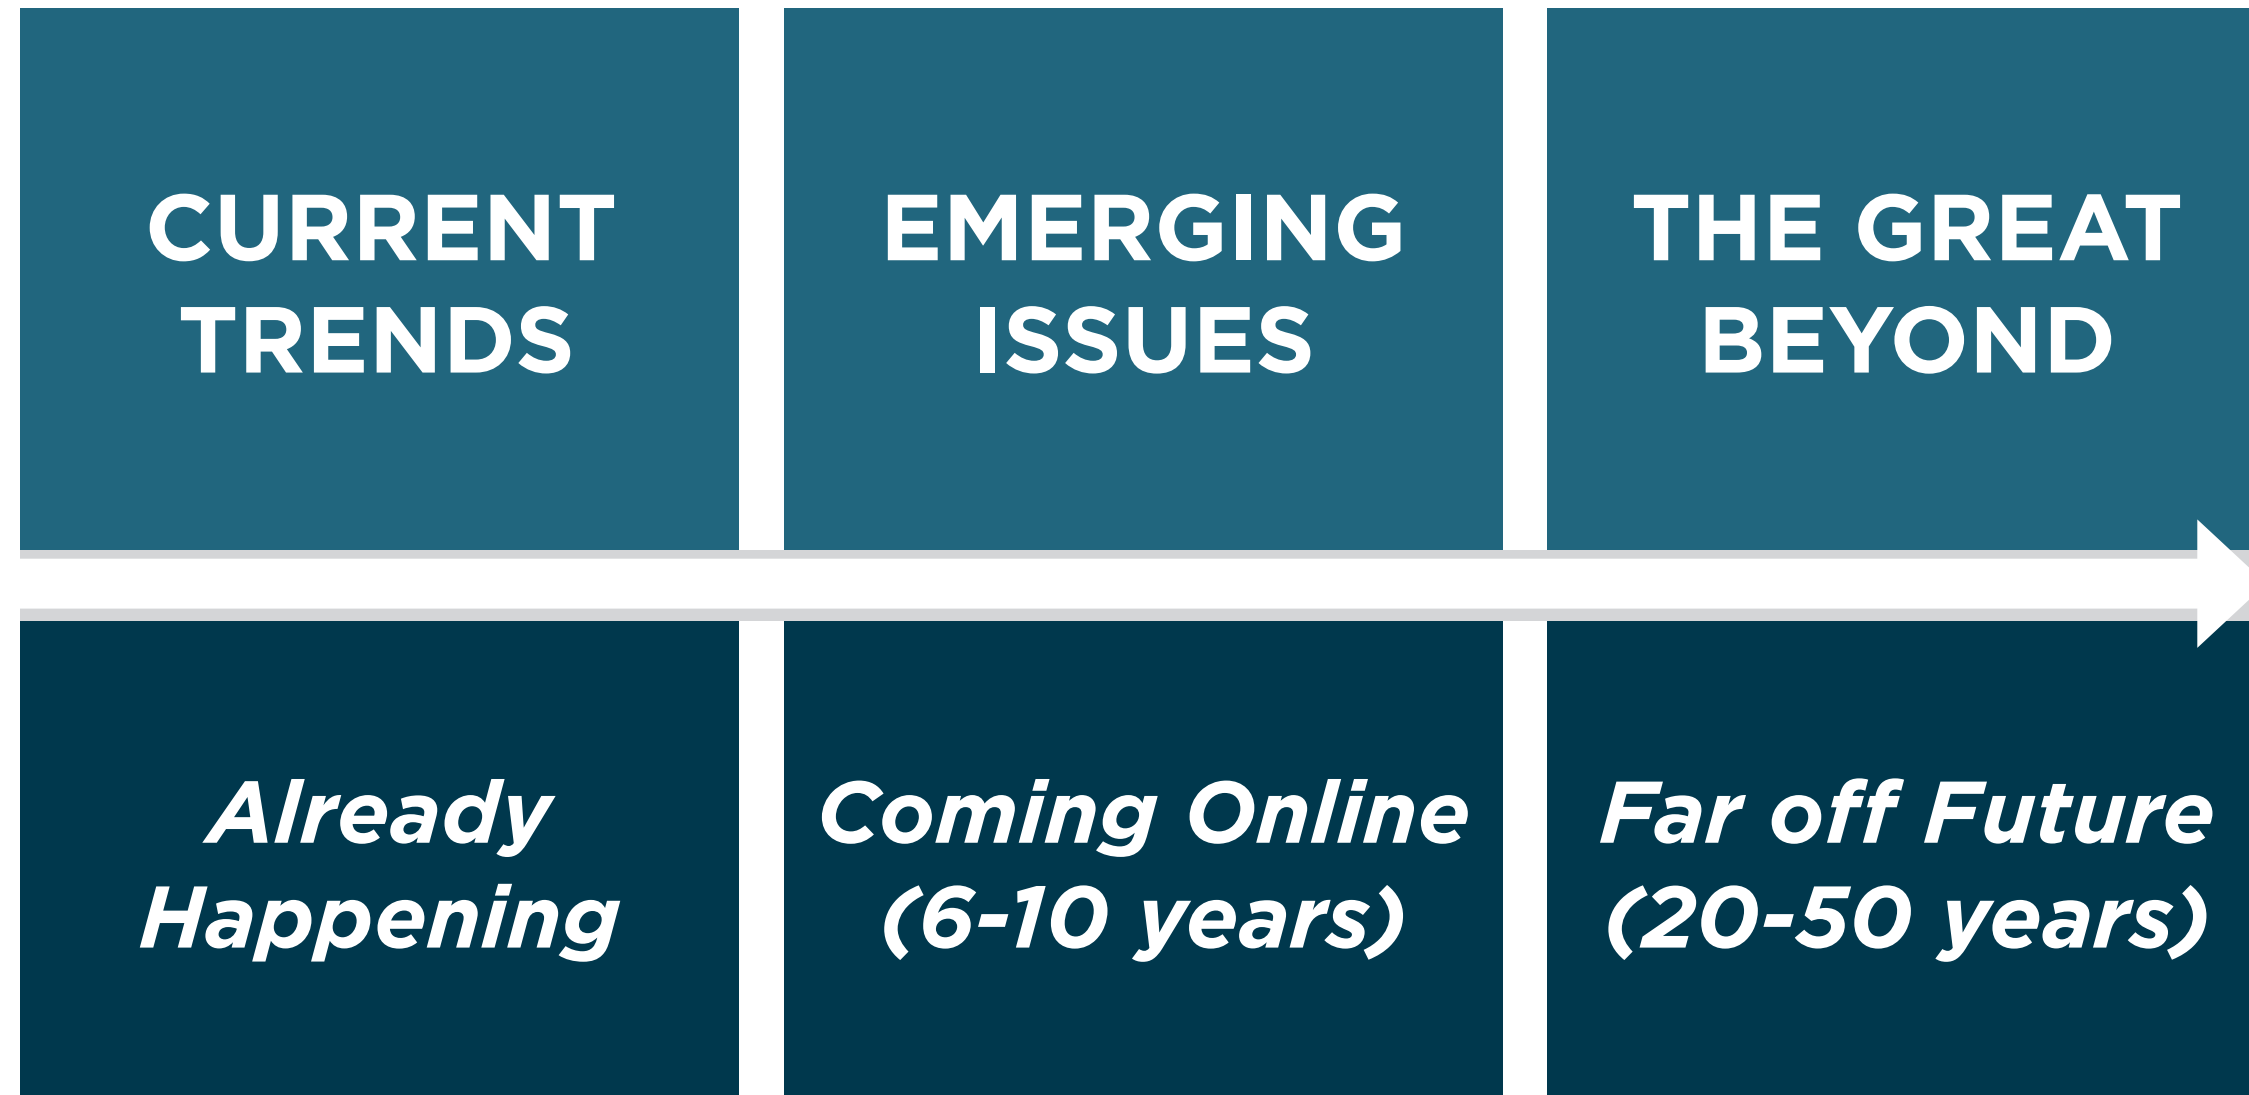 CURRENT
TRENDS
EMERGING
ISSUES
THE GREAT
BEYOND
Already
Happening
Coming Online
(6-10 years)
Far off Future
(20-50 years)